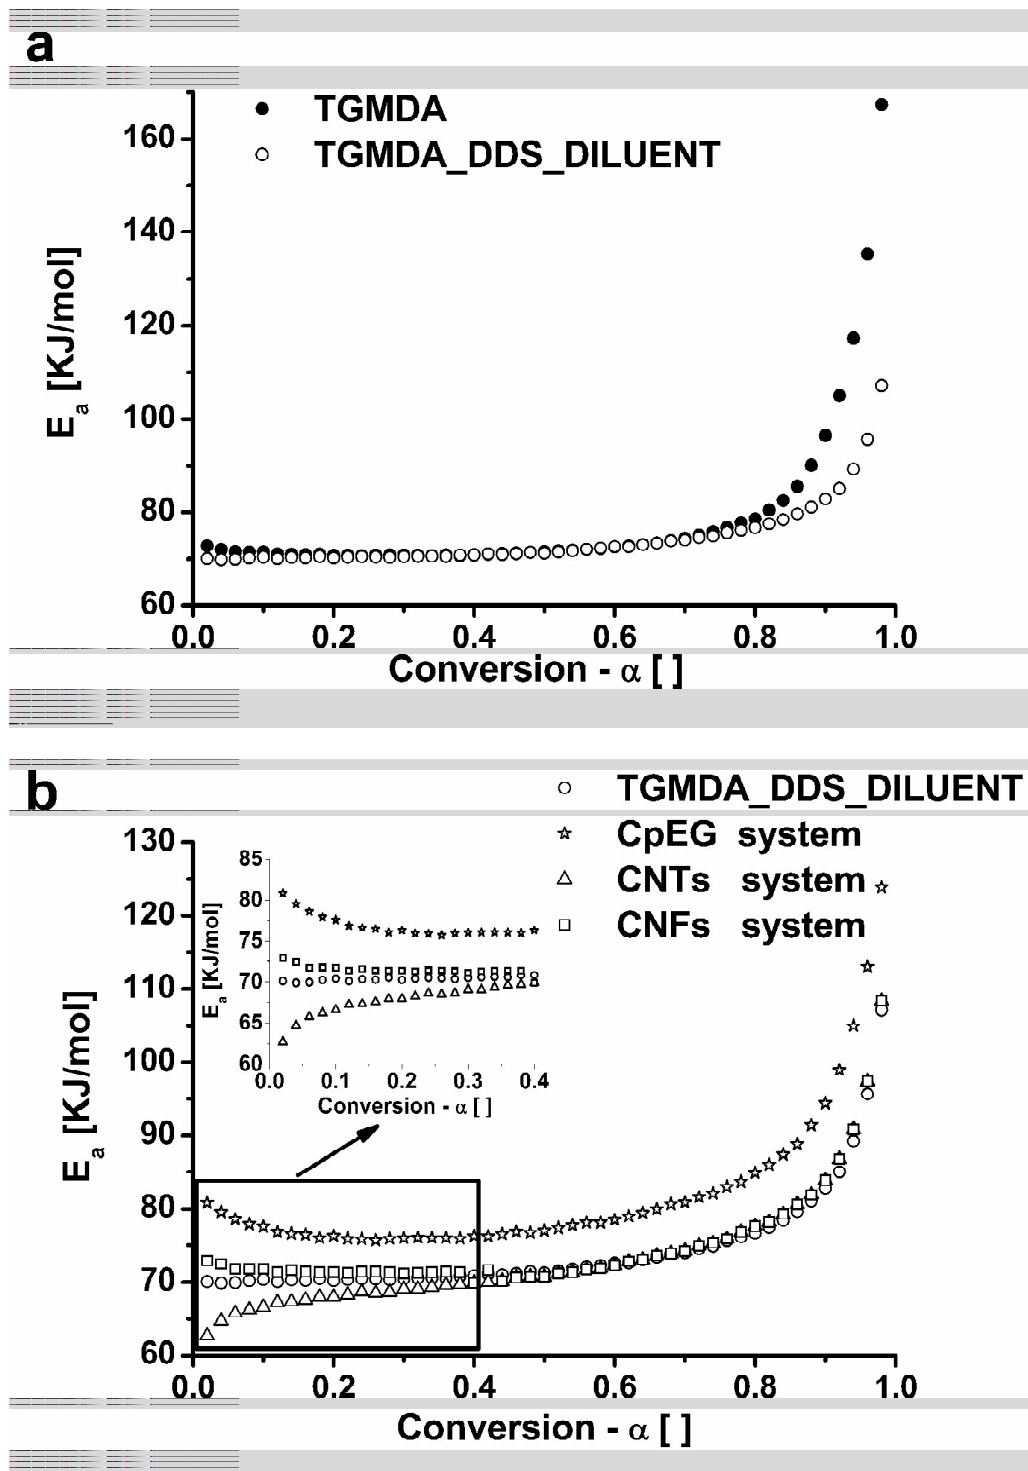 a
TGMDA
TGMDA_DDS_DILUENT
160
140
120
100
80
60
Ea [KJ/mol]
0.0 0.2 0.4 0.6 0.8 1.0
Conversion - α [ ]
b
TGMDA_DDS_DILUENT
CpEG system
CNTs system
CNFs system
130
120
110
100
90
80
70
60
Ea [KJ/mol]
85
80
75
70
65
60
Ea [KJ/mol]
0.0 0.1 0.2 0.3 0.4
Conversion - α [ ]
0.0 0.2 0.4 0.6 0.8 1.0
Conversion - α [ ]